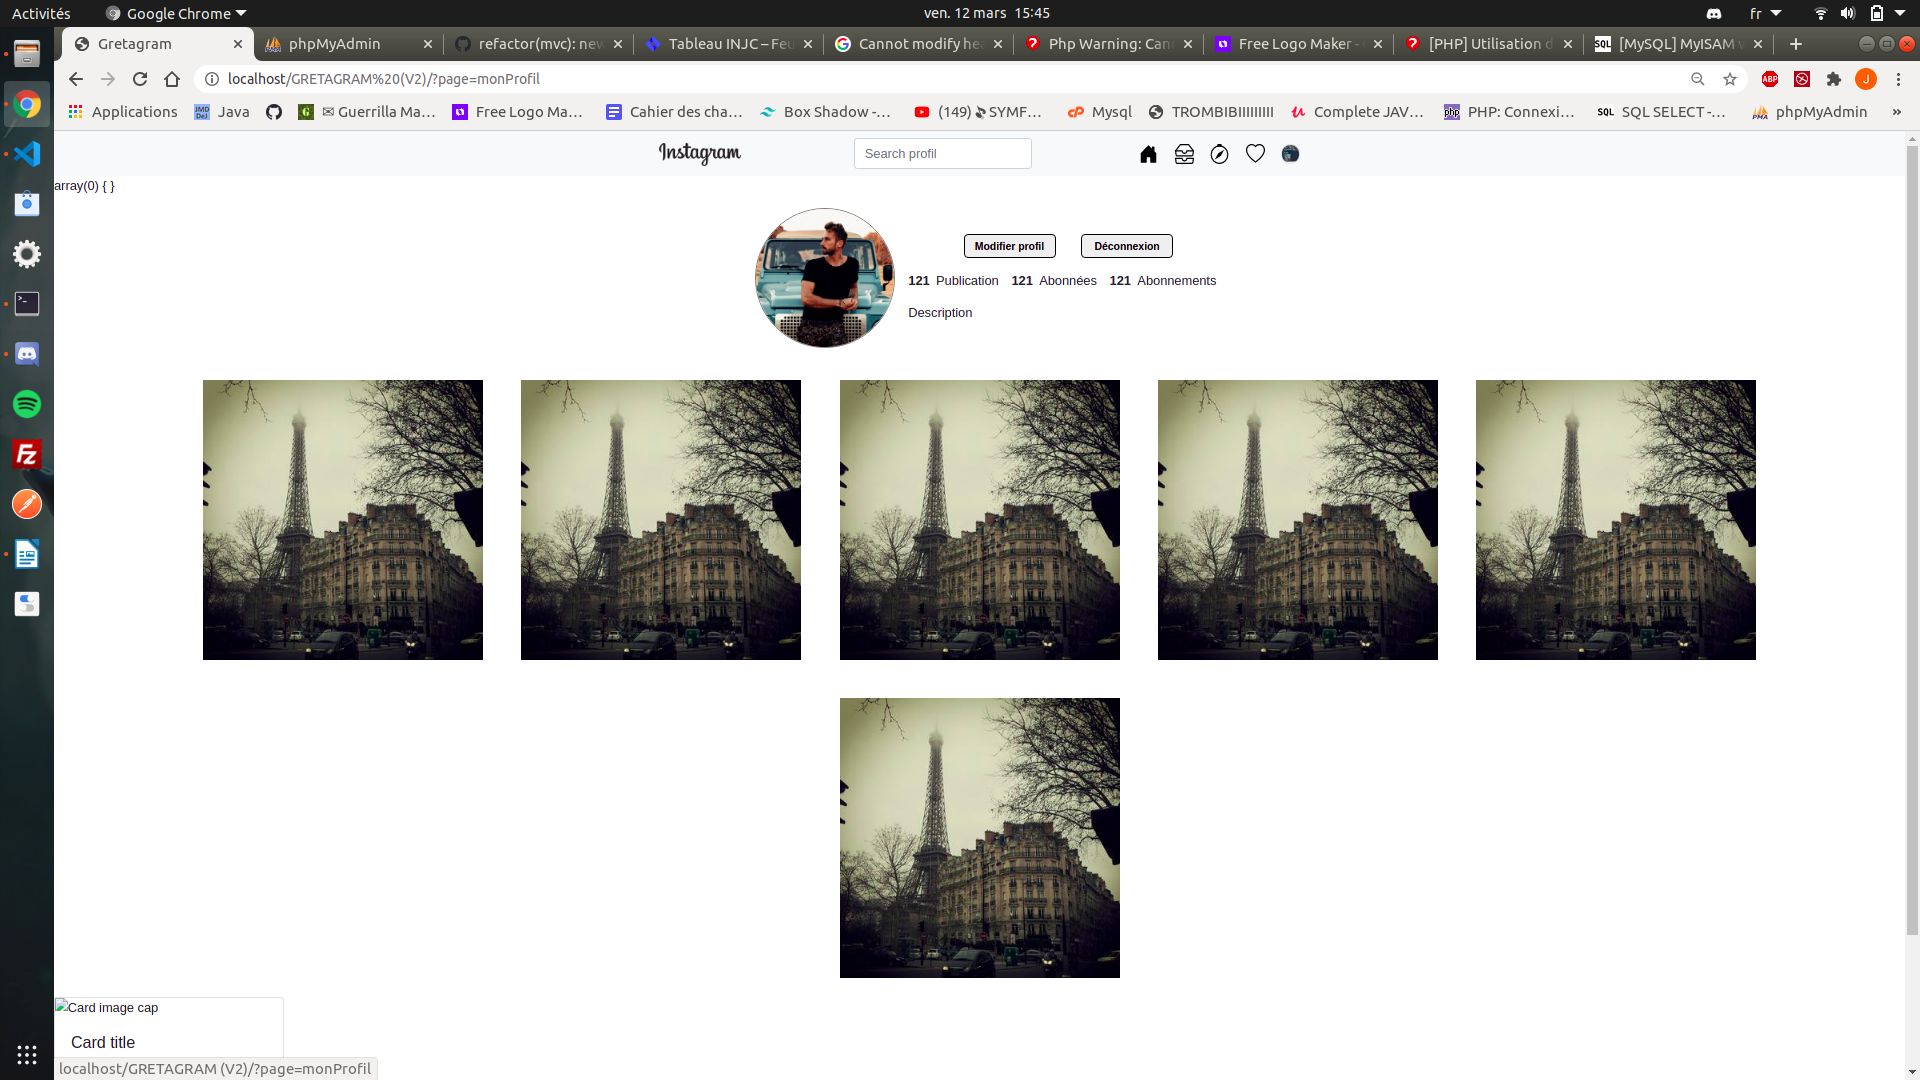 Activités Google Chrome ven. 12 mars 15:45 fr
Gretagram phpMyAdmin refactor(mvc): new Tableau INJC – Feu Cannot modify hea Php Warning: Can Free Logo Maker - [PHP] Utilisation d [MySQL] MyISAM v
localhost/GRETAGRAM%20(V2)/?page=monProfil ABP J
Applications Java Guerrilla Ma… Free Logo Ma… Cahier des cha… Box Shadow -… (149) SYMF… Mysql TROMBIBIIIIIIIII Complete JAV… PHP: Connexi… SQL SELECT -… phpMyAdmin »
Instagram Search profil
array(0) { }
Modifier profil Déconnexion
121 Publication 121 Abonnées 121 Abonnements
Description
Card image cap
Card title
localhost/GRETAGRAM (V2)/?page=monProfil